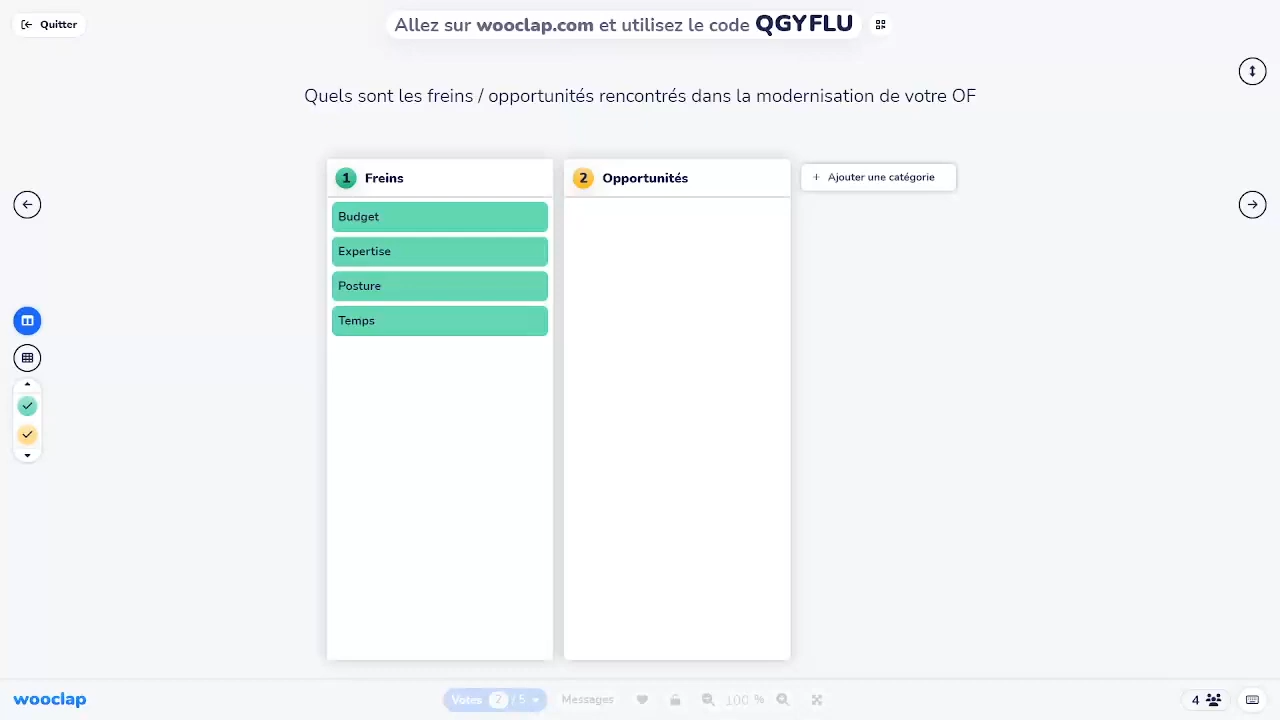 Quitter
Allez sur wooclap.com et utilisez le code QGYFLU
Quels sont les freins / opportunités rencontrés dans la modernisation de votre OF
1 Freins
Budget
Expertise
Posture
Temps
2 Opportunités
+ Ajouter une catégorie
wooclap
Votes 2 / 5
Messages
100 %
4